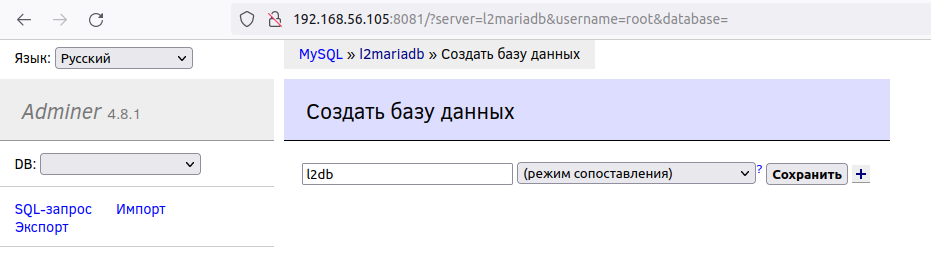 192.168.56.105:8081/?server=l2mariadb&username=root&database=
Язык: Русский
MySQL » l2mariadb » Создать базу данных
Adminer 4.8.1
Создать базу данных
DB:
l2db (режим сопоставления) ? Сохранить +
SQL-запрос Импорт
Экспорт